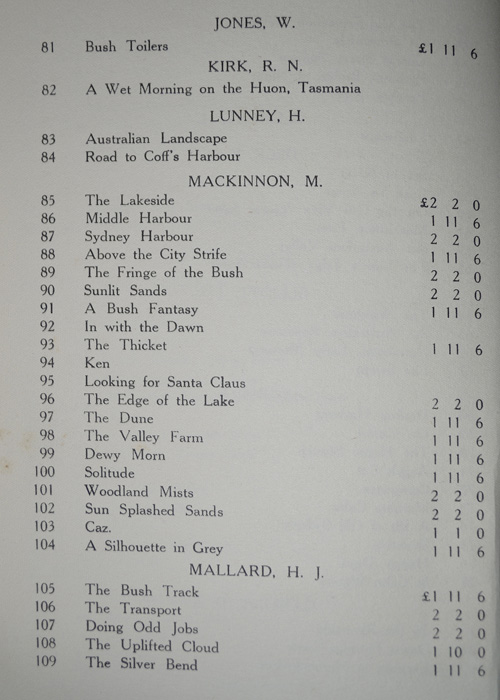 JONES, W.
81 Bush Toilers £1 11 6
KIRK, R. N.
82 A Wet Morning on the Huon, Tasmania
LUNNEY, H.
83 Australian Landscape
84 Road to Coff's Harbour
MACKINNON, M.
85 The Lakeside £2 2 0
86 Middle Harbour 1 11 6
87 Sydney Harbour 2 2 0
88 Above the City Strife 1 11 6
89 The Fringe of the Bush 2 2 0
90 Sunlit Sands 2 2 0
91 A Bush Fantasy 1 11 6
92 In with the Dawn
93 The Thicket 1 11 6
94 Ken
95 Looking for Santa Claus
96 The Edge of the Lake 2 2 0
97 The Dune 1 11 6
98 The Valley Farm 1 11 6
99 Dewy Morn 1 11 6
100 Solitude 1 11 6
101 Woodland Mists 2 2 0
102 Sun Splashed Sands 2 2 0
103 Caz. 1 1 0
104 A Silhouette in Grey 1 11 6
MALLARD, H. J.
105 The Bush Track £1 11 6
106 The Transport 2 2 0
107 Doing Odd Jobs 2 2 0
108 The Uplifted Cloud 1 10 0
109 The Silver Bend 1 11 6